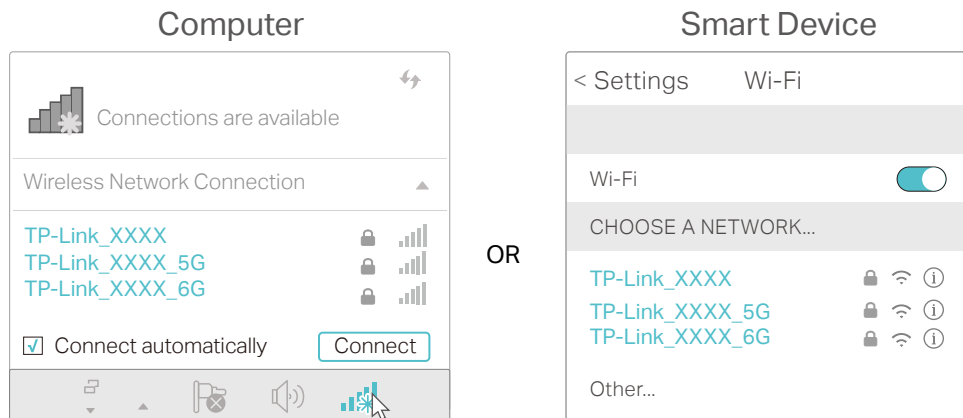 Computer
Connections are available
Wireless Network Connection
TP-Link_XXXX
TP-Link_XXXX_5G
TP-Link_XXXX_6G
Connect automatically
Connect
OR
Smart Device
< Settings Wi-Fi
Wi-Fi
CHOOSE A NETWORK...
TP-Link_XXXX
TP-Link_XXXX_5G
TP-Link_XXXX_6G
Other...